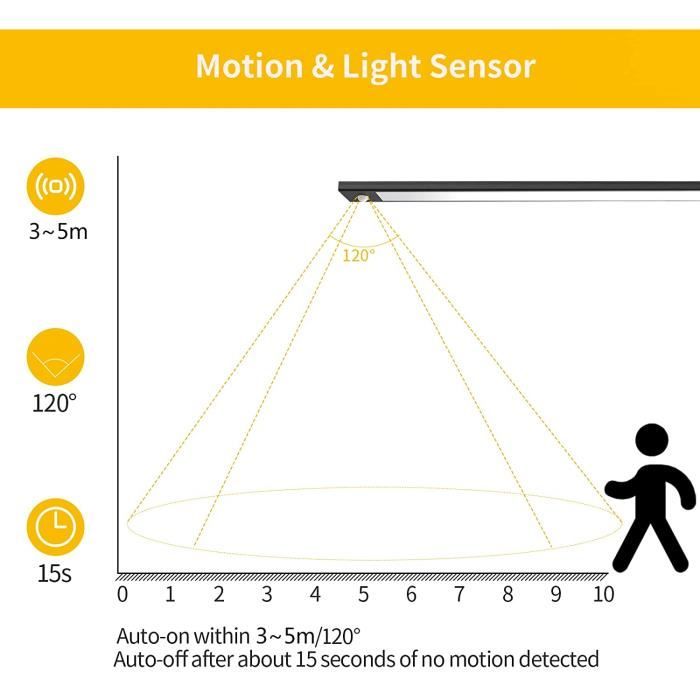 Motion & Light Sensor
3~5m
120°
120°
15s
0 1 2 3 4 5 6 7 8 9 10
Auto-on within 3~5m/120°
Auto-off after about 15 seconds of no motion detected